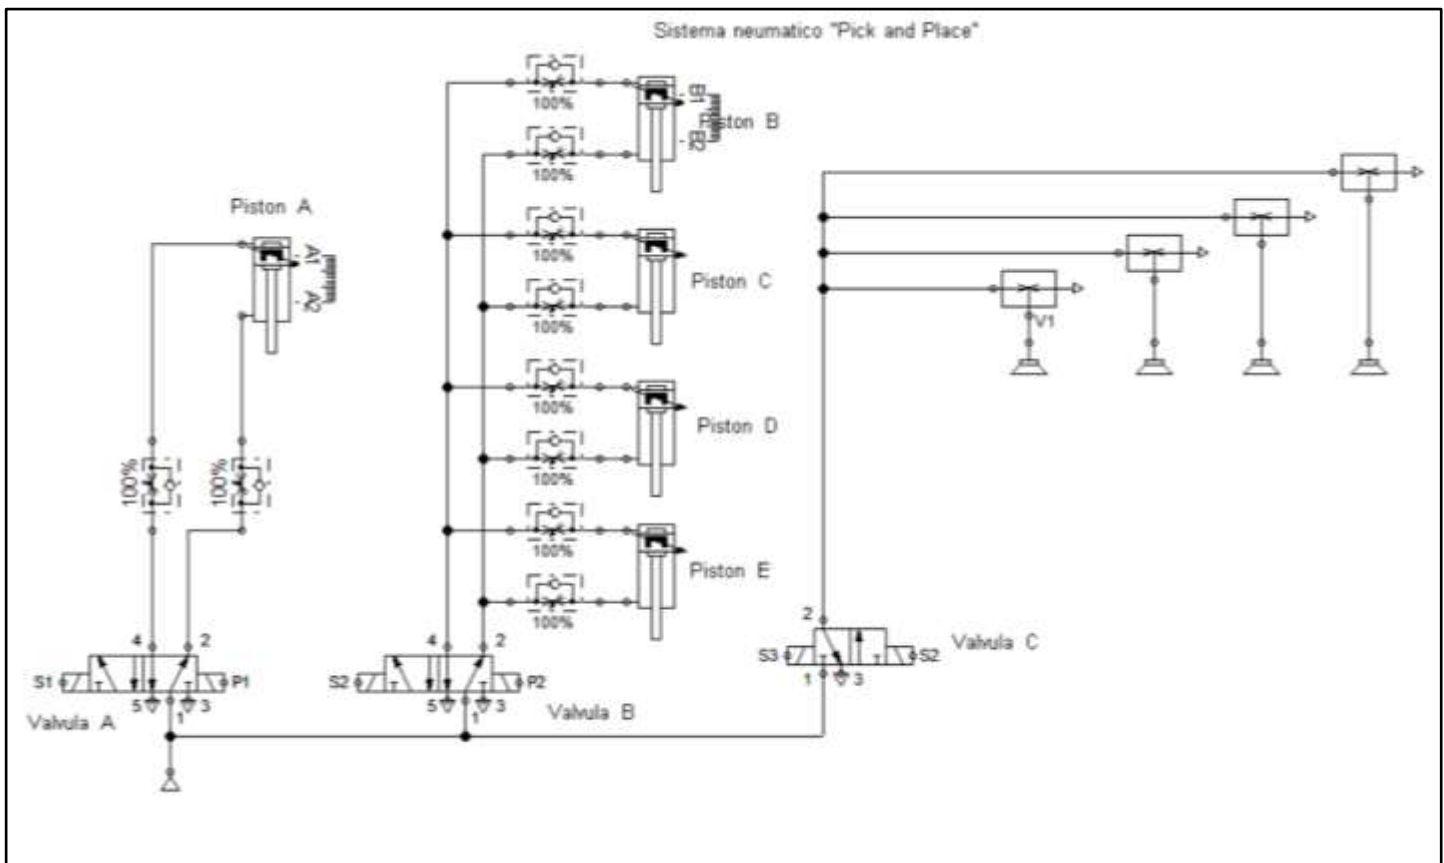 Sistema neumatico "Pick and Place"
100%
B1
B2
Piston B
100%
Piston A
A1
A2
100%
Piston C
100%
100%
100%
100%
Piston D
100%
100%
Piston E
100%
V1
4
2
S1
P1
5
1
3
Valvula A
4
2
S2
P2
5
1
3
Valvula B
2
S3
S2
1
3
Valvula C